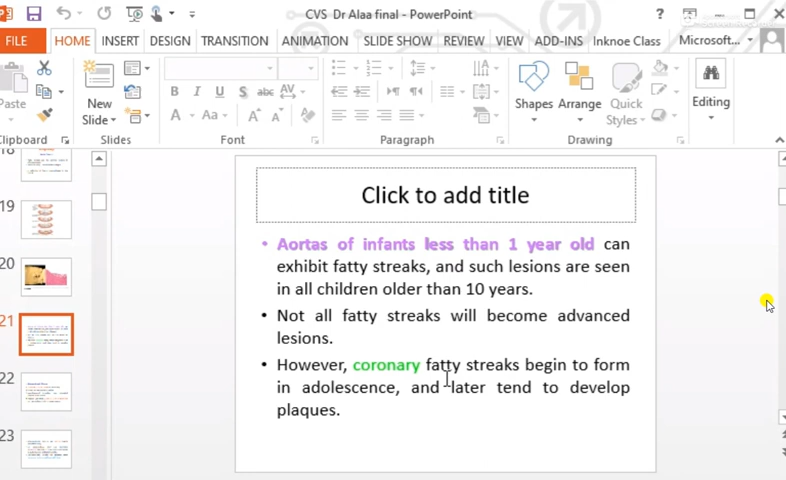 CVS Dr Alaa final - PowerPoint
FILE HOME INSERT DESIGN TRANSITION ANIMATION SLIDE SHOW REVIEW VIEW ADD-INS Inknoe Class Microsoft...
Paste New Slide Shapes Arrange Quick Styles Editing
B I U S abc AV
A Aa A A
Clipboard Slides Font Paragraph Drawing
18
19
20
21
22
23
Click to add title
• Aortas of infants less than 1 year old can
exhibit fatty streaks, and such lesions are seen
in all children older than 10 years.
• Not all fatty streaks will become advanced
lesions.
• However, coronary fatty streaks begin to form
in adolescence, and later tend to develop
plaques.